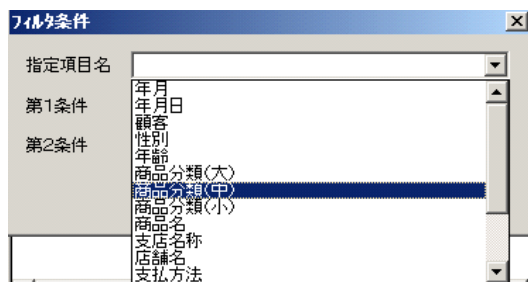 フィルタ条件
指定項目名
年月
第1条件
年月日
顧客
第2条件
性別
年齢
商品分類(大)
商品分類(中)
商品分類(小)
商品名
支店名称
店舗名
支払方法